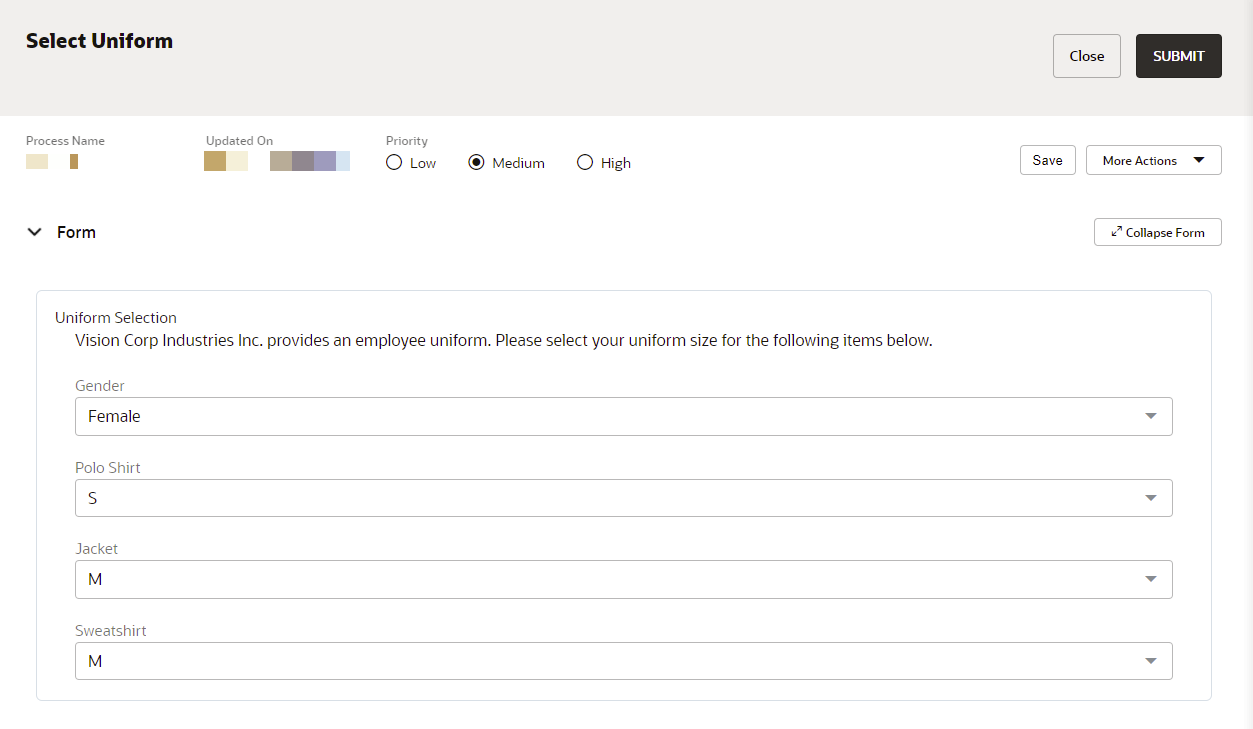 Select Uniform
Close
SUBMIT
Process Name
Updated On
Priority
Low
Medium
High
Save
More Actions
Form
Collapse Form
Uniform Selection
Vision Corp Industries Inc. provides an employee uniform. Please select your uniform size for the following items below.
Gender
Female
Polo Shirt
S
Jacket
M
Sweatshirt
M